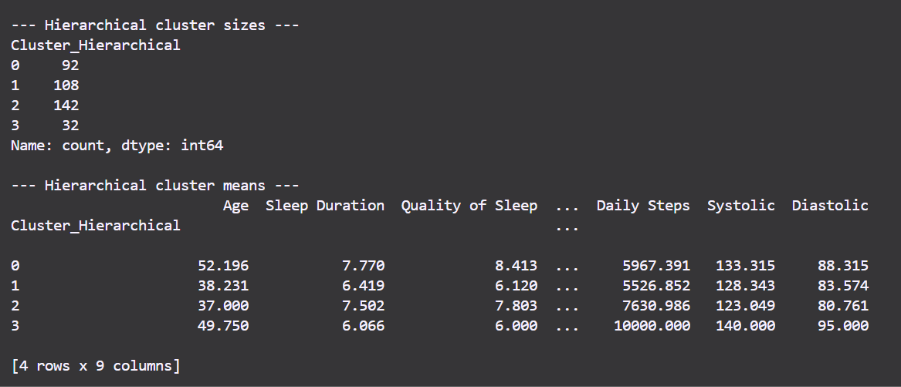 --- Hierarchical cluster sizes ---
Cluster_Hierarchical
0     92
1    108
2    142
3     32
Name: count, dtype: int64
--- Hierarchical cluster means ---
Age  Sleep Duration  Quality of Sleep  ...  Daily Steps  Systolic  Diastolic
Cluster_Hierarchical                                           ...
0                     52.196           7.770             8.413  ...     5967.391   133.315     88.315
1                     38.231           6.419             6.120  ...     5526.852   128.343     83.574
2                     37.000           7.502             7.803  ...     7630.986   123.049     80.761
3                     49.750           6.066             6.000  ...    10000.000   140.000     95.000
[4 rows x 9 columns]